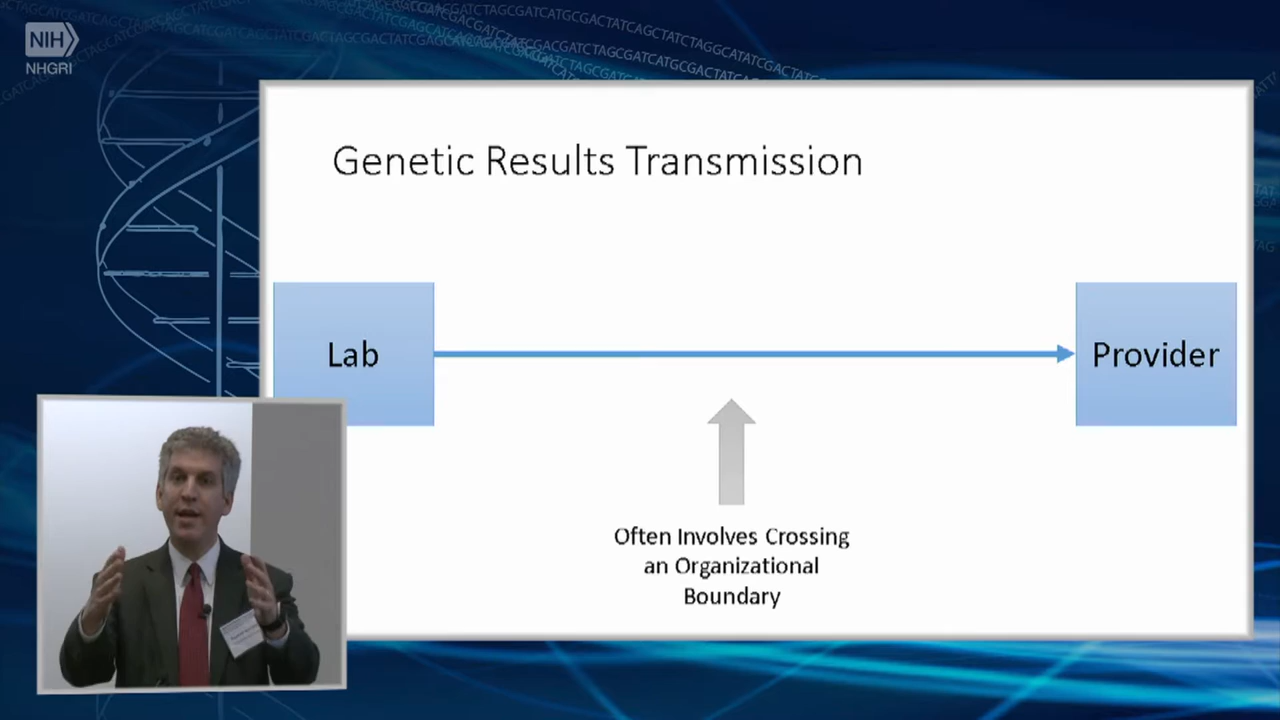 NIH
NHGRI
Genetic Results Transmission
Lab
Provider
Often Involves Crossing
an Organizational
Boundary